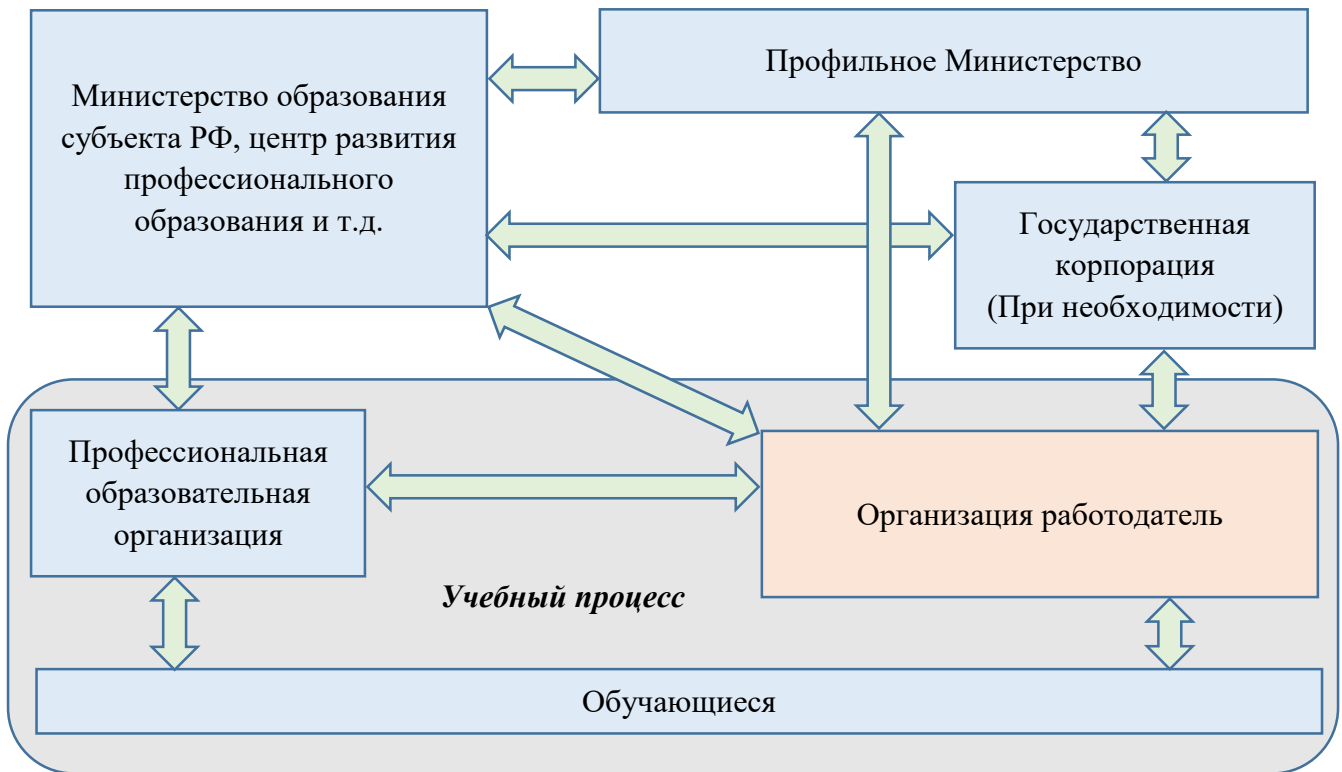 Министерство образования
субъекта РФ, центр развития
профессионального
образования и т.д.
Профильное Министерство
Государственная
корпорация
(При необходимости)
Профессиональная
образовательная
организация
Организация работодатель
Учебный процесс
Обучающиеся